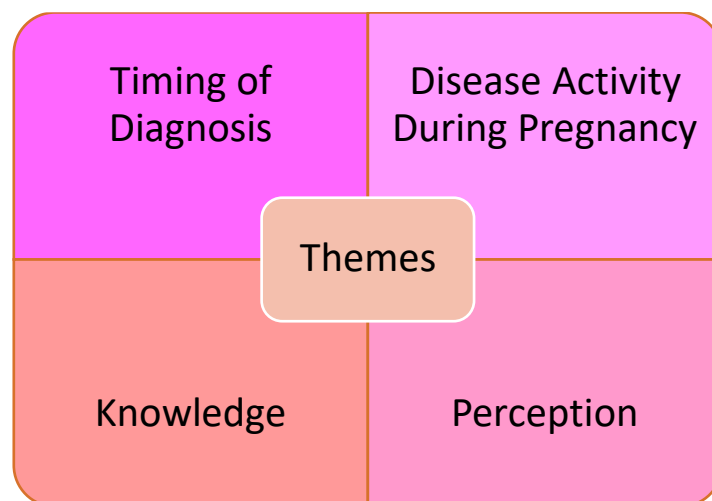 Timing of
Diagnosis
Disease Activity
During Pregnancy
Themes
Knowledge
Perception